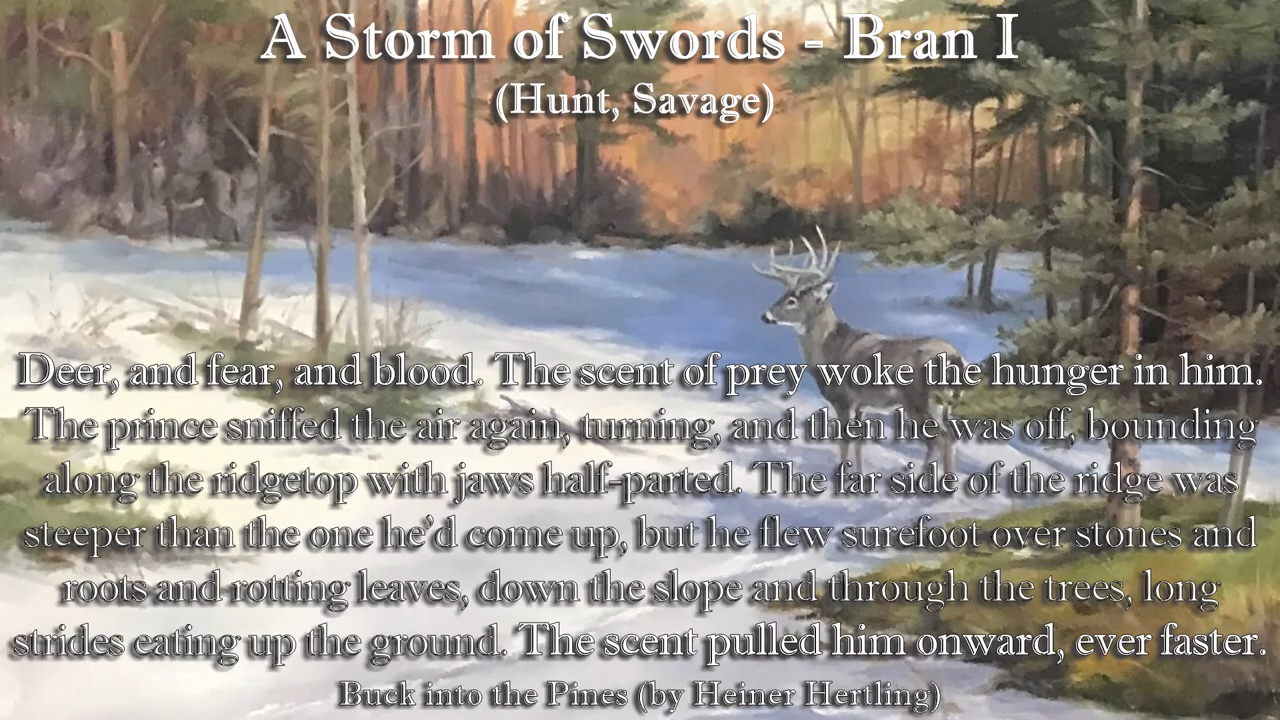 A Storm of Swords - Bran I
(Hunt, Savage)
Deer, and fear, and blood. The scent of prey woke the hunger in him.
The prince sniffed the air again, turning, and then he was off, bounding
along the ridgetop with jaws half-parted. The far side of the ridge was
steeper than the one he’d come up, but he flew surefoot over stones and
roots and rotting leaves, down the slope and through the trees, long
strides eating up the ground. The scent pulled him onward, ever faster.
Buck into the Pines (by Heiner Hertling)